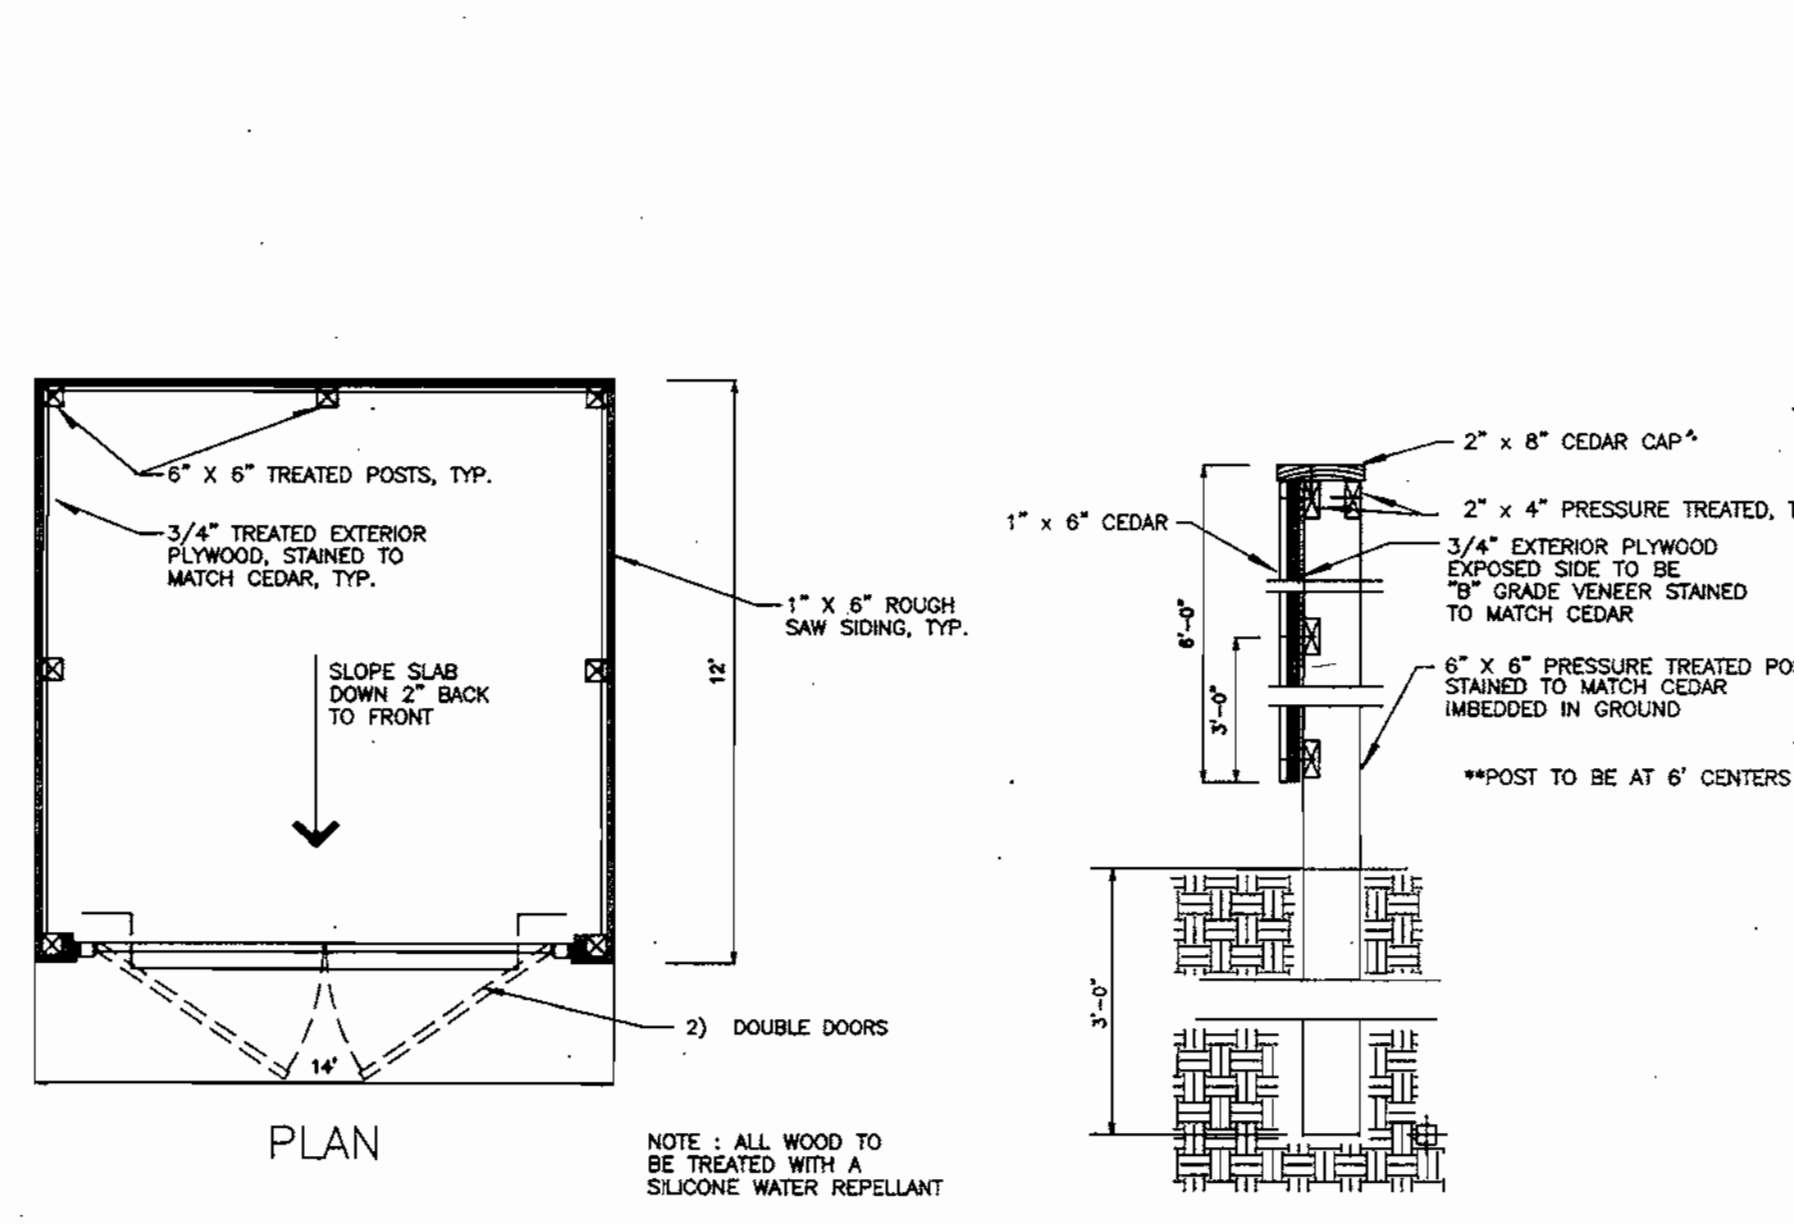 6" X 6" TREATED POSTS, TYP.
3/4" TREATED EXTERIOR
PLYWOOD, STAINED TO
MATCH CEDAR, TYP.
1" X 6" ROUGH
SAW SIDING, TYP.
12'
SLOPE SLAB
DOWN 2" BACK
TO FRONT
2) DOUBLE DOORS
14'
PLAN
NOTE : ALL WOOD TO
BE TREATED WITH A
SILICONE WATER REPELLANT
2" x 8" CEDAR CAP*
1" x 6" CEDAR
2" x 4" PRESSURE TREATED, T
3/4" EXTERIOR PLYWOOD
EXPOSED SIDE TO BE
"B" GRADE VENEER STAINED
TO MATCH CEDAR
6'-0"
3'-0"
6" X 6" PRESSURE TREATED PO
STAINED TO MATCH CEDAR
IMBEDDED IN GROUND
**POST TO BE AT 6' CENTERS
3'-0"